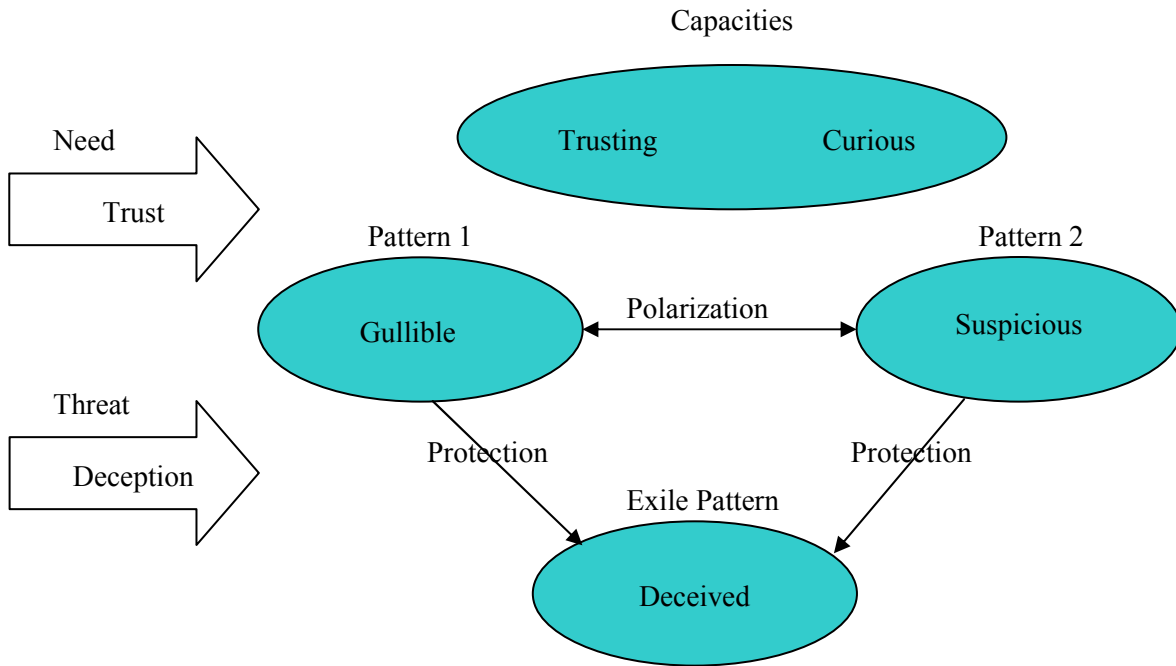 Capacities
Trusting Curious
Need
Trust
Pattern 1
Pattern 2
Gullible
Polarization
Suspicious
Threat
Deception
Protection
Protection
Exile Pattern
Deceived